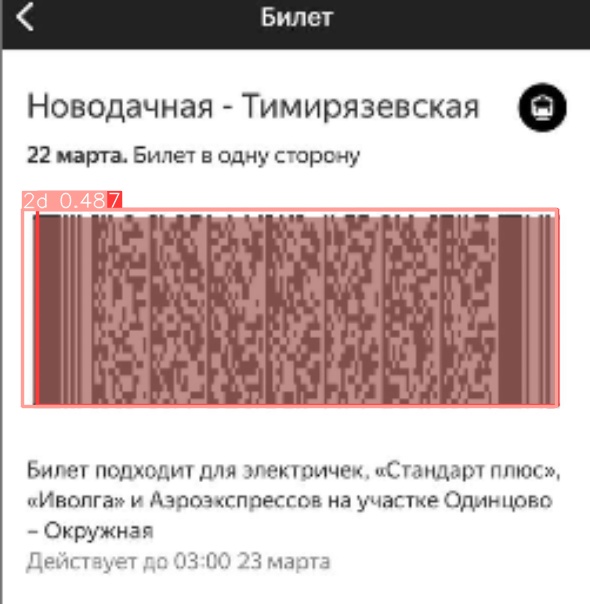 Билет
Новодачная - Тимирязевская
22 марта. Билет в одну сторону
2d 0.487
Билет подходит для электричек, «Стандарт плюс»,
«Иволга» и Аэроэкспрессов на участке Одинцово
– Окружная
Действует до 03:00 23 марта